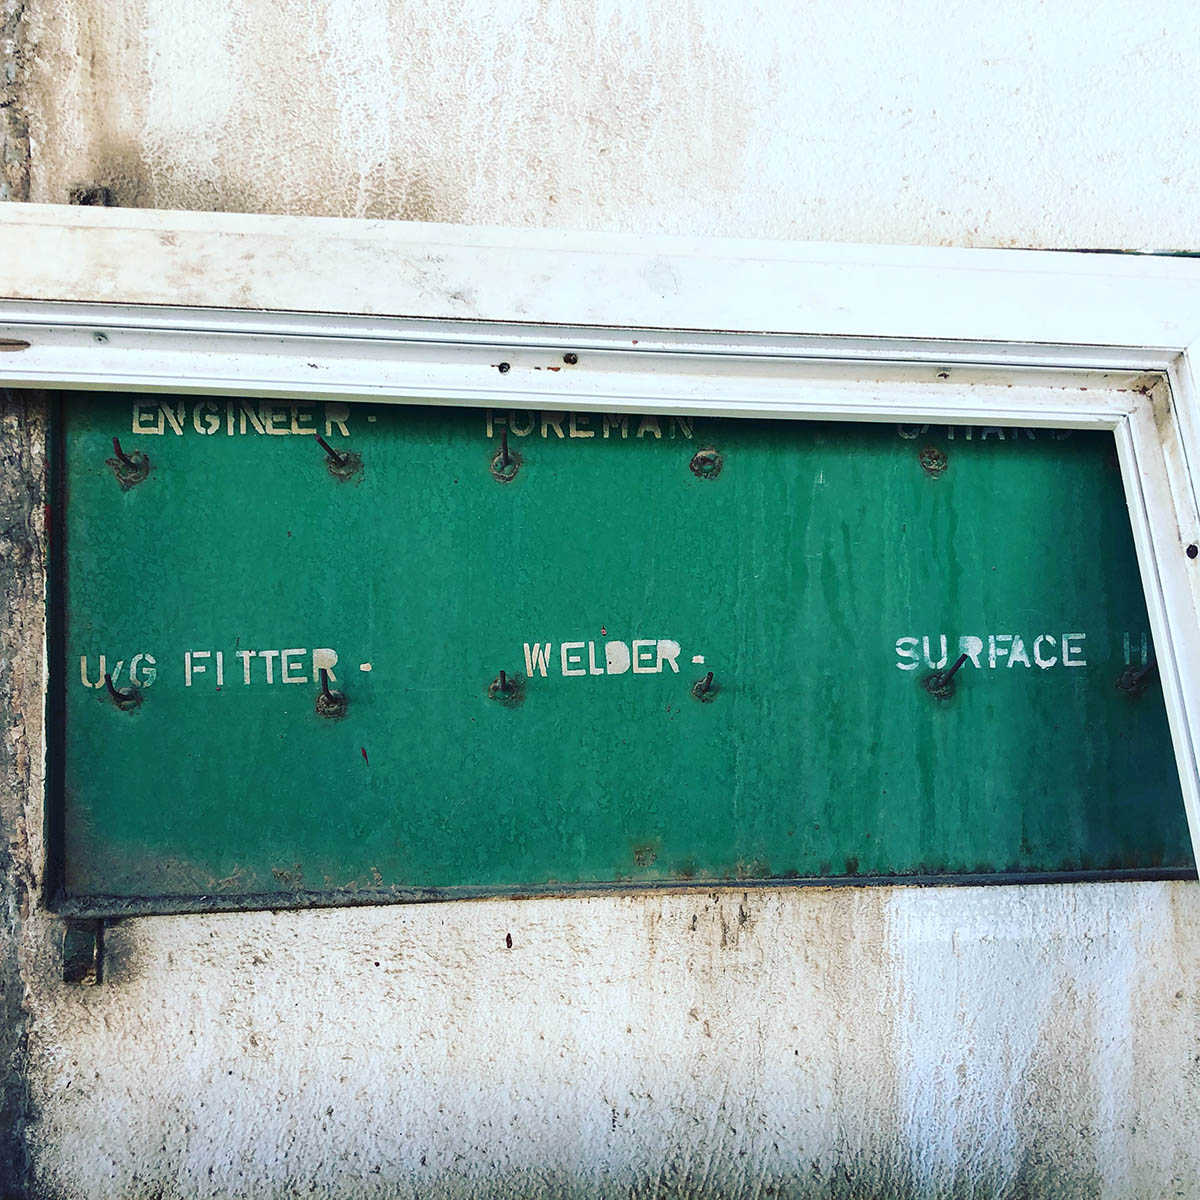 ENGINEER - FOREMAN
U/G FITTER - WELDER - SURFACE H